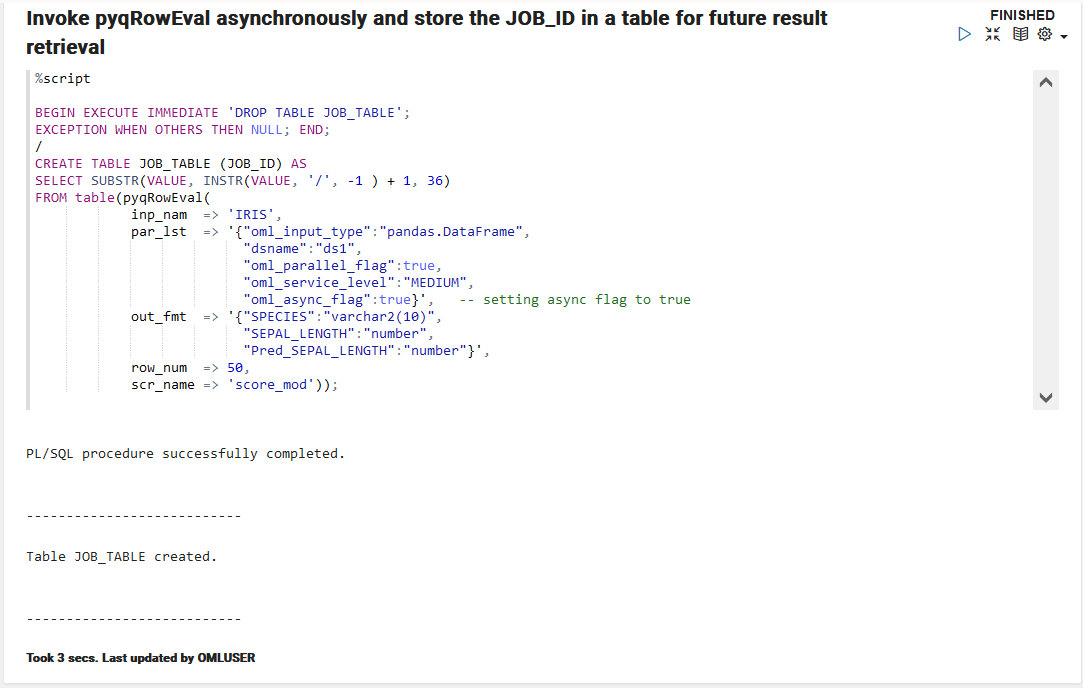 Invoke pyqRowEval asynchronously and store the JOB_ID in a table for future result
retrieval
FINISHED
%script
BEGIN EXECUTE IMMEDIATE 'DROP TABLE JOB_TABLE';
EXCEPTION WHEN OTHERS THEN NULL; END;
/
CREATE TABLE JOB_TABLE (JOB_ID) AS
SELECT SUBSTR(VALUE, INSTR(VALUE, '/', -1 ) + 1, 36)
FROM table(pyqRowEval(
inp_nam => 'IRIS',
par_lst => '{"oml_input_type":"pandas.DataFrame",
"dsname":"ds1",
"oml_parallel_flag":true,
"oml_service_level":"MEDIUM",
"oml_async_flag":true}', -- setting async flag to true
out_fmt => '{"SPECIES":"varchar2(10)",
"SEPAL_LENGTH":"number",
"Pred_SEPAL_LENGTH":"number"}',
row_num => 50,
scr_name => 'score_mod'));
PL/SQL procedure successfully completed.
---------------------------
Table JOB_TABLE created.
---------------------------
Took 3 secs. Last updated by OMLUSER